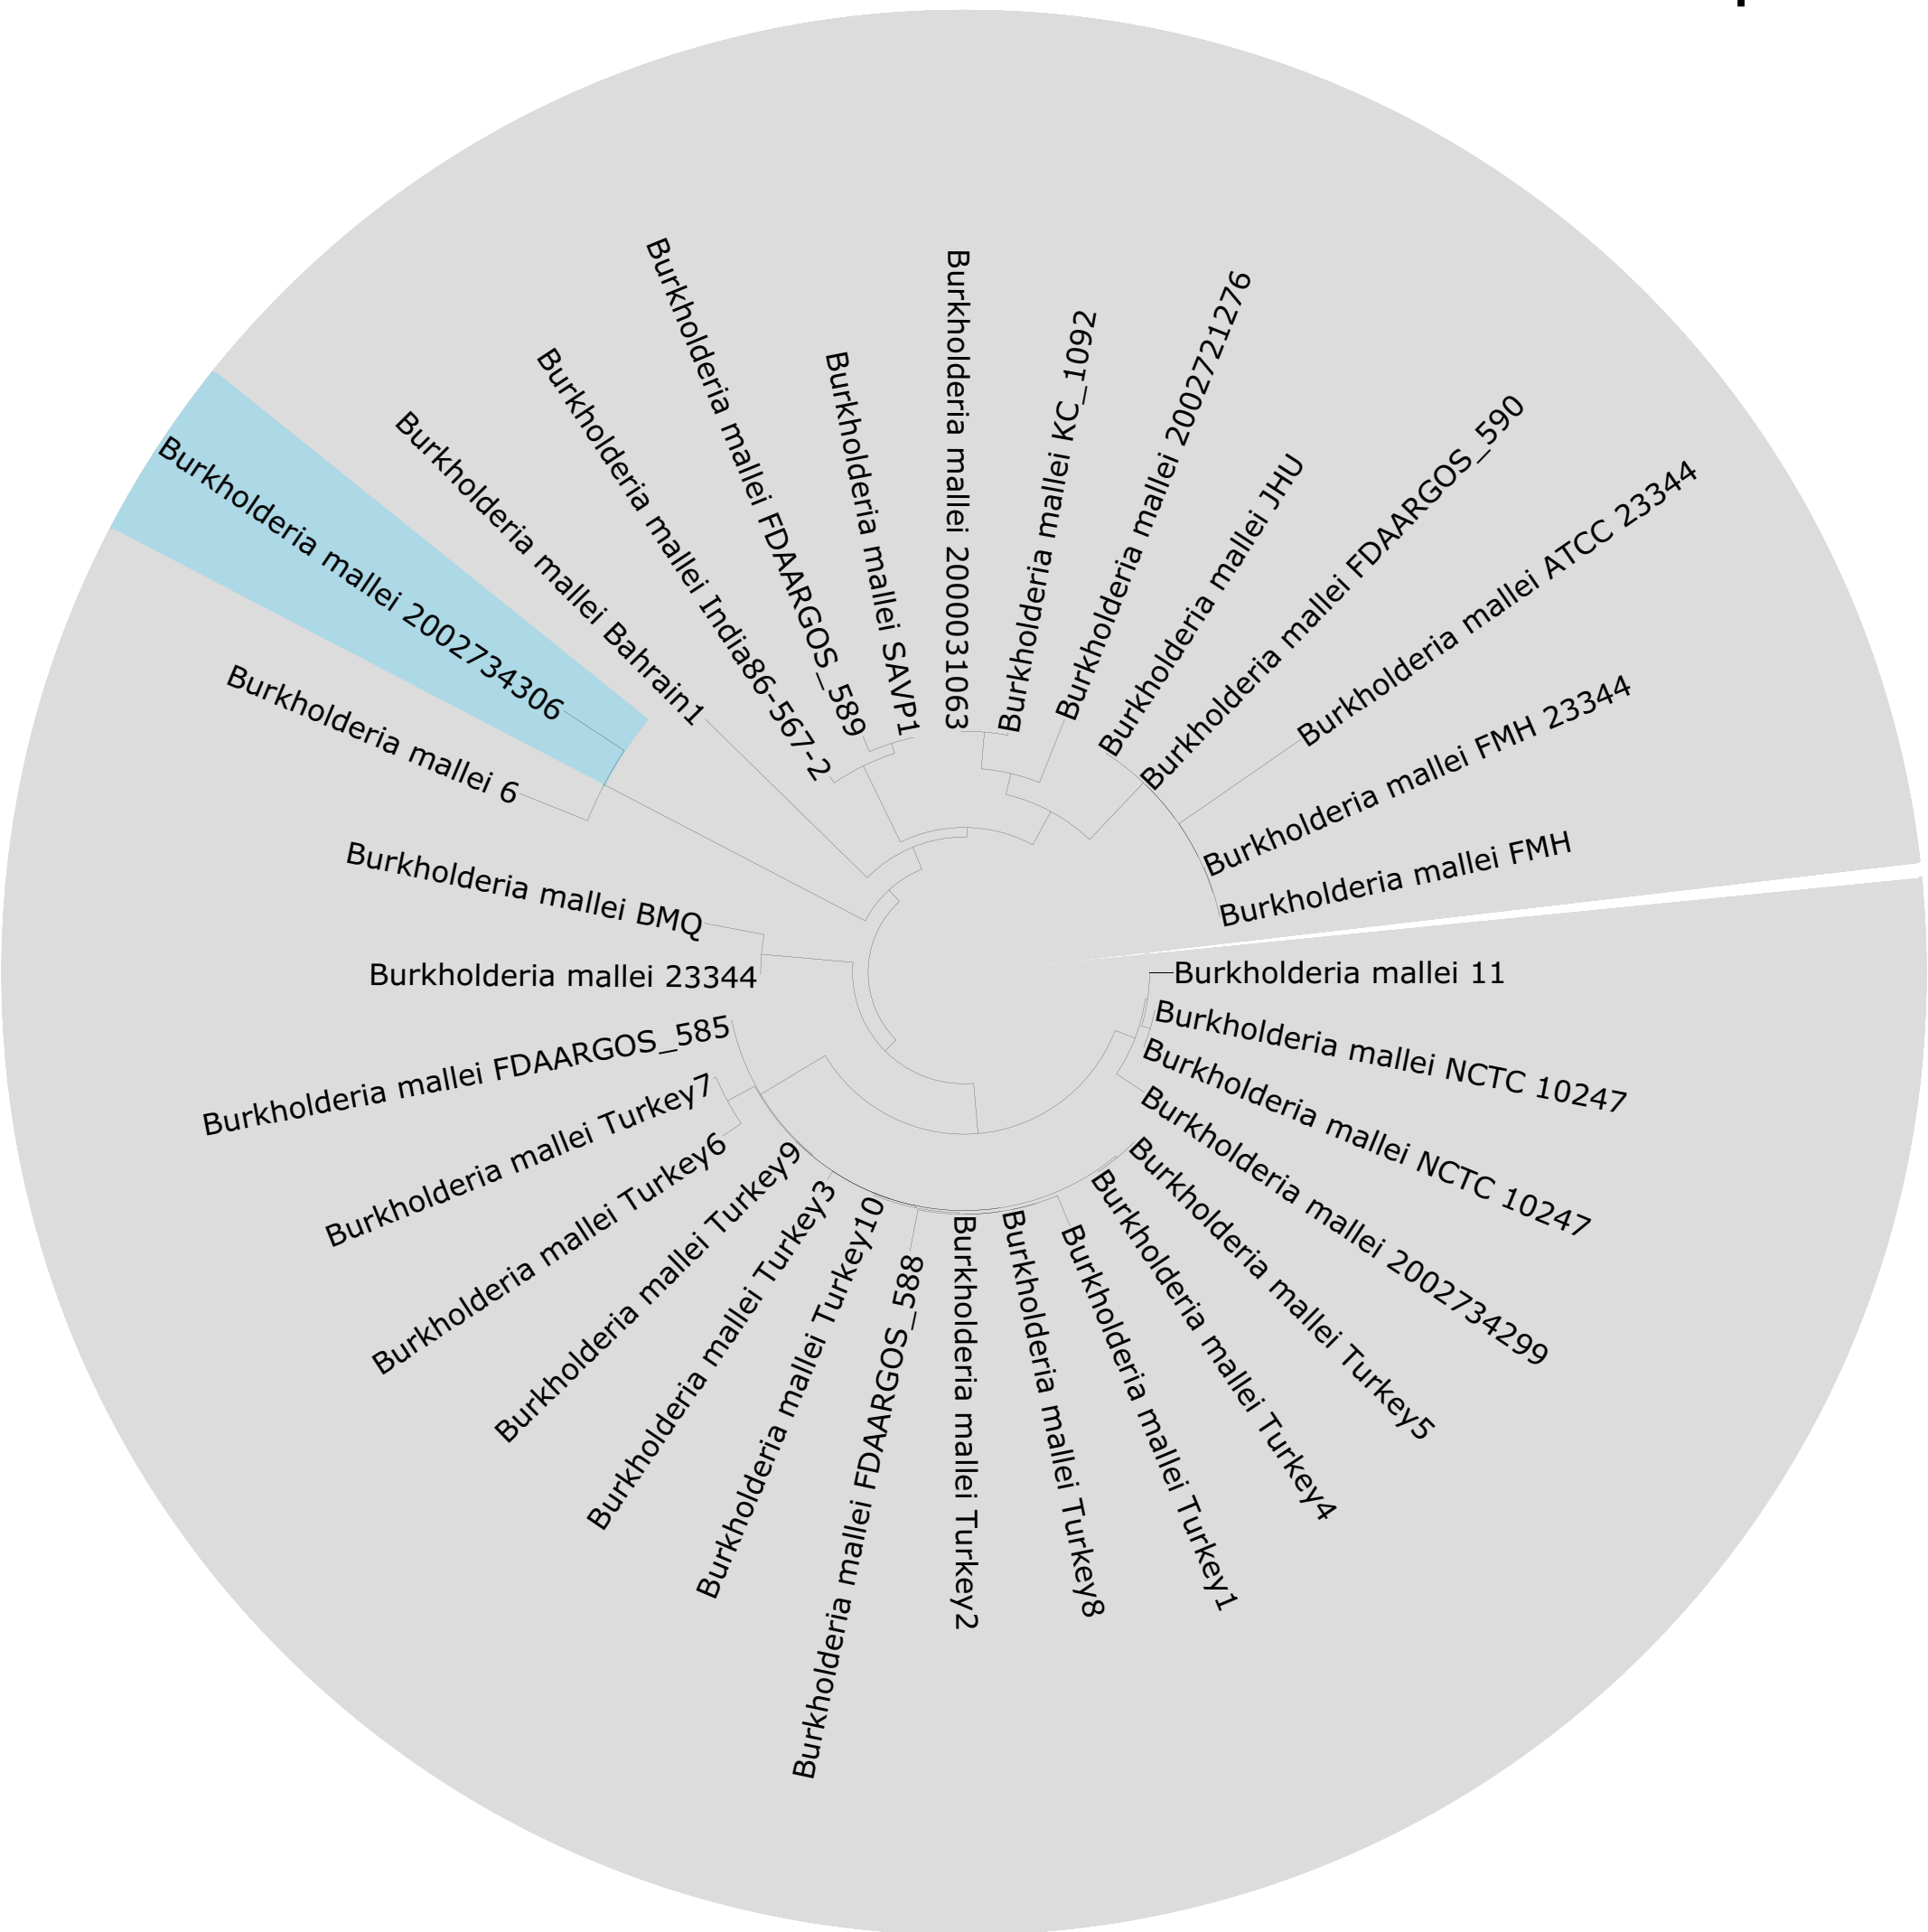 Burkholderia mallei 2000031063
Burkholderia mallei KC_1092
Burkholderia mallei 2002721276
Burkholderia mallei JHU
Burkholderia mallei FDAARGOS_590
Burkholderia mallei ATCC 23344
Burkholderia mallei FMH 23344
Burkholderia mallei FMH
Burkholderia mallei 11
Burkholderia mallei NCTC 10247
Burkholderia mallei NCTC 10247
Burkholderia mallei 2002734299
Burkholderia mallei Turkey5
Burkholderia mallei Turkey4
Burkholderia mallei Turkey1
Burkholderia mallei Turkey8
Burkholderia mallei Turkey2
Burkholderia mallei FDAARGOS_588
Burkholderia mallei Turkey10
Burkholderia mallei Turkey3
Burkholderia mallei Turkey9
Burkholderia mallei Turkey6
Burkholderia mallei Turkey7
Burkholderia mallei FDAARGOS_585
Burkholderia mallei 23344
Burkholderia mallei BMQ
Burkholderia mallei 6
Burkholderia mallei 2002734306
Burkholderia mallei Bahrain1
Burkholderia mallei India86-567-2
Burkholderia mallei FDAARGOS_589
Burkholderia mallei SAVP1